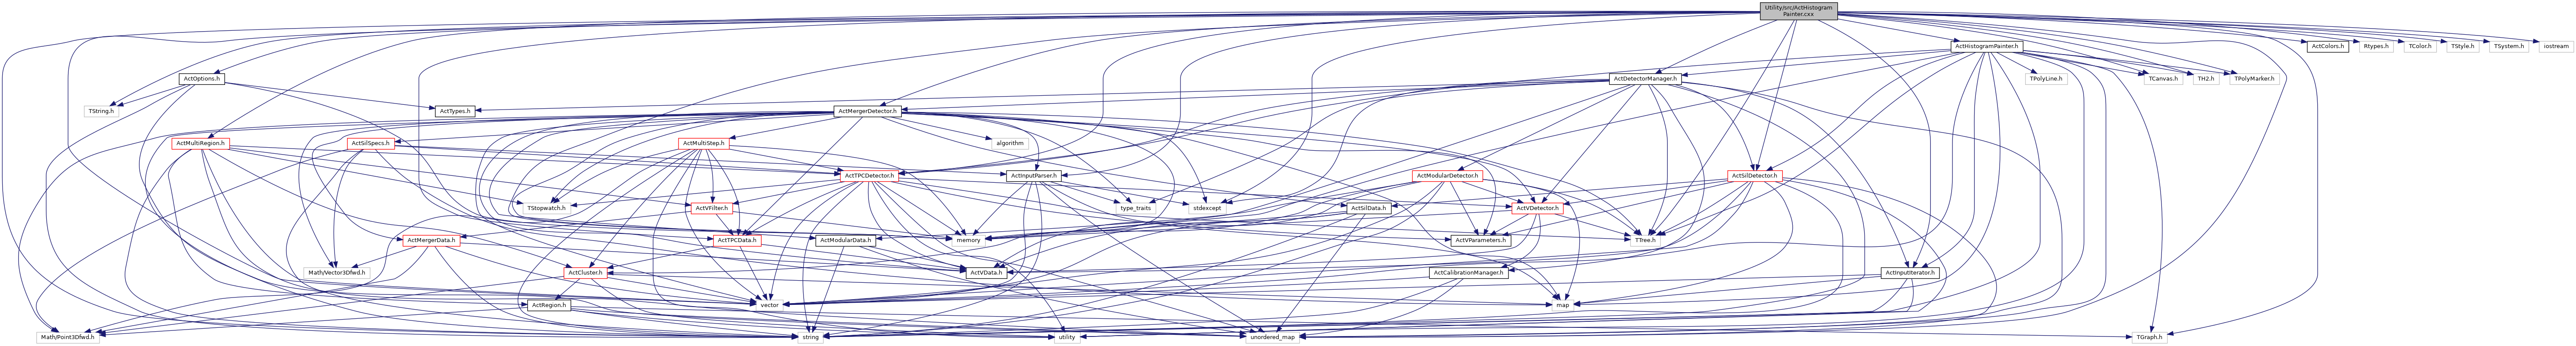 Utility/src/ActHistogram
Painter.cxx
ActHistogramPainter.h
ActColors.h
Rtypes.h
TColor.h
TStyle.h
TSystem.h
iostream
ActOptions.h
ActDetectorManager.h
TPolyLine.h
TCanvas.h
TH2.h
TPolyMarker.h
TString.h
ActTypes.h
ActMergerDetector.h
ActMultiRegion.h
ActSilSpecs.h
ActMultiStep.h
algorithm
ActTPCDetector.h
ActInputParser.h
ActModularDetector.h
ActSilDetector.h
TStopwatch.h
ActVFilter.h
type_traits
stdexcept
ActSilData.h
ActVDetector.h
ActMergerData.h
ActTPCData.h
ActModularData.h
memory
ActVParameters.h
TTree.h
Math/Vector3Dfwd.h
ActCluster.h
ActVData.h
ActCalibrationManager.h
ActInputIterator.h
ActRegion.h
vector
map
Math/Point3Dfwd.h
string
utility
unordered_map
TGraph.h